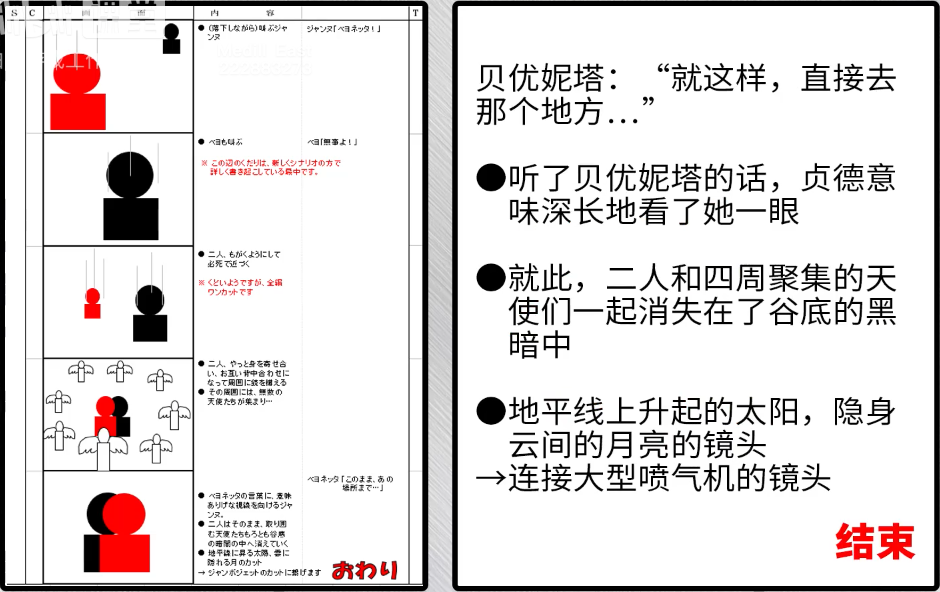 S C 画 面 内 容 T
●（落下しながら）叫ぶジャ
ンヌ
ジャンヌ「ベヨネッタ！」
● ベヨも叫ぶ
ベヨ「無事よ！」
※ この辺のくだりは、新しくシナリオの方で
詳しく書き起こしている最中です。
● 二人、もがくようにして
必死で近づく
※ くどいようですが、全編
ワンカットです
● 二人、やっと身を寄せ合
い、お互い背中合わせに
なって周囲に銃を構える
● その周囲には、無数の
天使たちが集まり…
ベヨネッタ「このまま、あの
場所まで…」
● ベヨネッタの言葉に、意味
ありげな視線を向けるジャ
ンヌ。
● 二人はそのまま、取り囲
む天使たちもろとも谷底
の暗闇の中へ消えていく
● 地平線に昇る太陽、雲に
隠れる月のカット
→ ジャンボジェットのカットに繋げます
おわり
贝优妮塔：“就这样，直接去
那个地方…”
●听了贝优妮塔的话，贞德意
味深长地看了她一眼
●就此，二人和四周聚集的天
使们一起消失在了谷底的黑
暗中
●地平线上升起的太阳，隐身
云间的月亮的镜头
→连接大型喷气机的镜头
结束